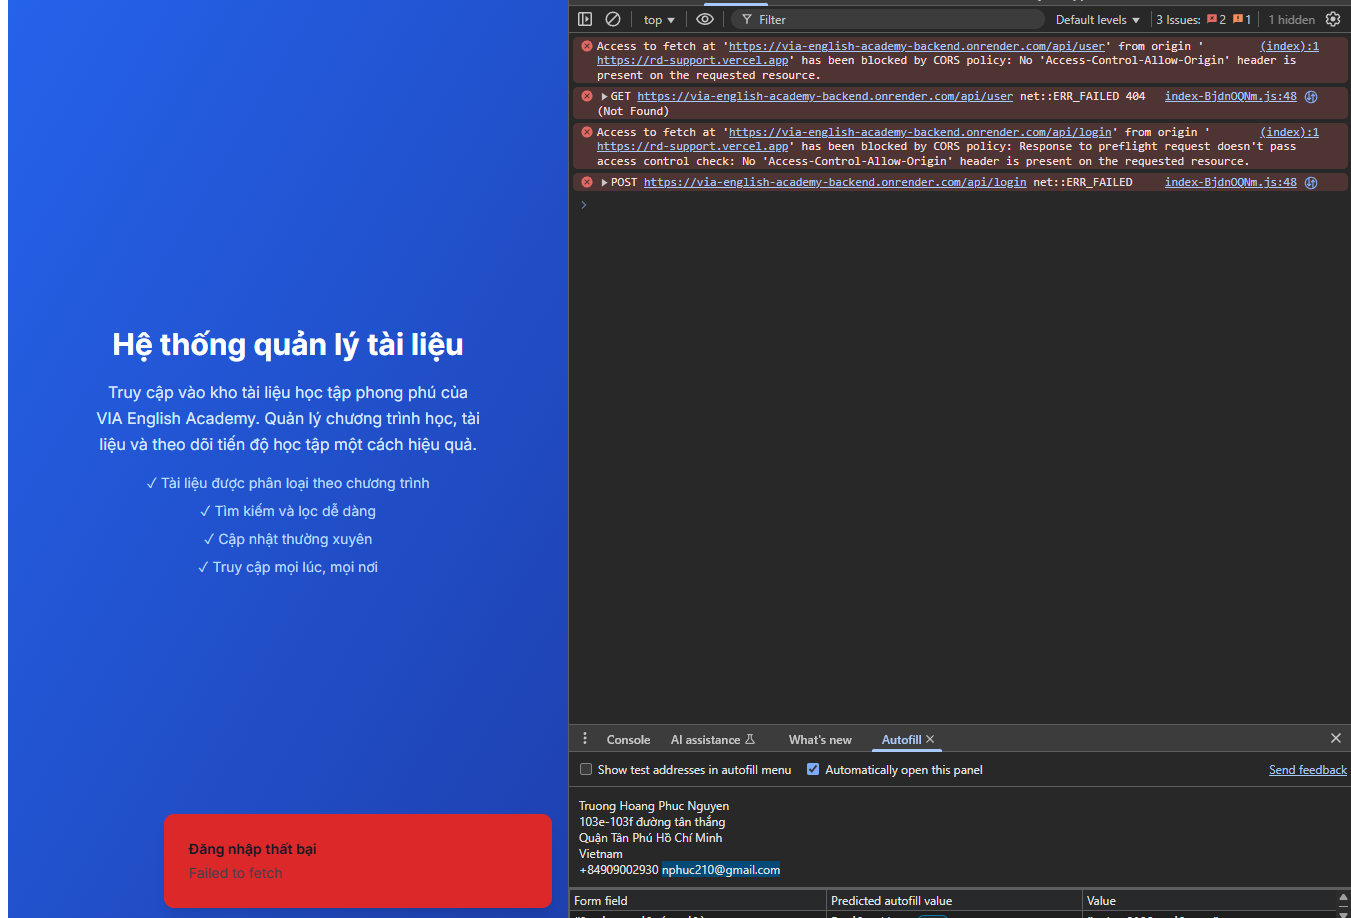 Hệ thống quản lý tài liệu
Truy cập vào kho tài liệu học tập phong phú của
VIA English Academy. Quản lý chương trình học, tài
liệu và theo dõi tiến độ học tập một cách hiệu quả.
✓ Tài liệu được phân loại theo chương trình
✓ Tìm kiếm và lọc dễ dàng
✓ Cập nhật thường xuyên
✓ Truy cập mọi lúc, mọi nơi
Đăng nhập thất bại
Failed to fetch
top Filter Default levels 3 Issues: 2 1 1 hidden
Access to fetch at 'https://via-english-academy-backend.onrender.com/api/user' from origin ' (index):1
https://rd-support.vercel.app' has been blocked by CORS policy: No 'Access-Control-Allow-Origin' header is
present on the requested resource.
GET https://via-english-academy-backend.onrender.com/api/user net::ERR_FAILED 404 index-BjdnOQNm.js:48
(Not Found)
Access to fetch at 'https://via-english-academy-backend.onrender.com/api/login' from origin ' (index):1
https://rd-support.vercel.app' has been blocked by CORS policy: Response to preflight request doesn't pass
access control check: No 'Access-Control-Allow-Origin' header is present on the requested resource.
POST https://via-english-academy-backend.onrender.com/api/login net::ERR_FAILED index-BjdnOQNm.js:48
Console AI assistance What's new Autofill
Show test addresses in autofill menu Automatically open this panel Send feedback
Truong Hoang Phuc Nguyen
103e-103f đường tân thắng
Quận Tân Phú Hồ Chí Minh
Vietnam
+84909002930 nphuc210@gmail.com
Form field Predicted autofill value Value